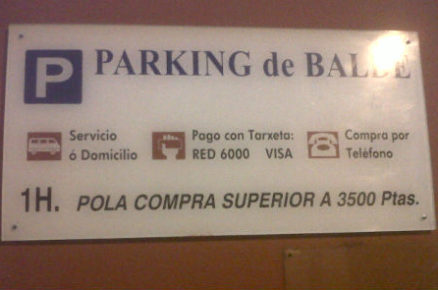 P PARKING de BALDE
Servicio
ó Domicilio
Pago con Tarxeta:
RED 6000 VISA
Compra por
Teléfono
1H. POLA COMPRA SUPERIOR A 3500 Ptas.